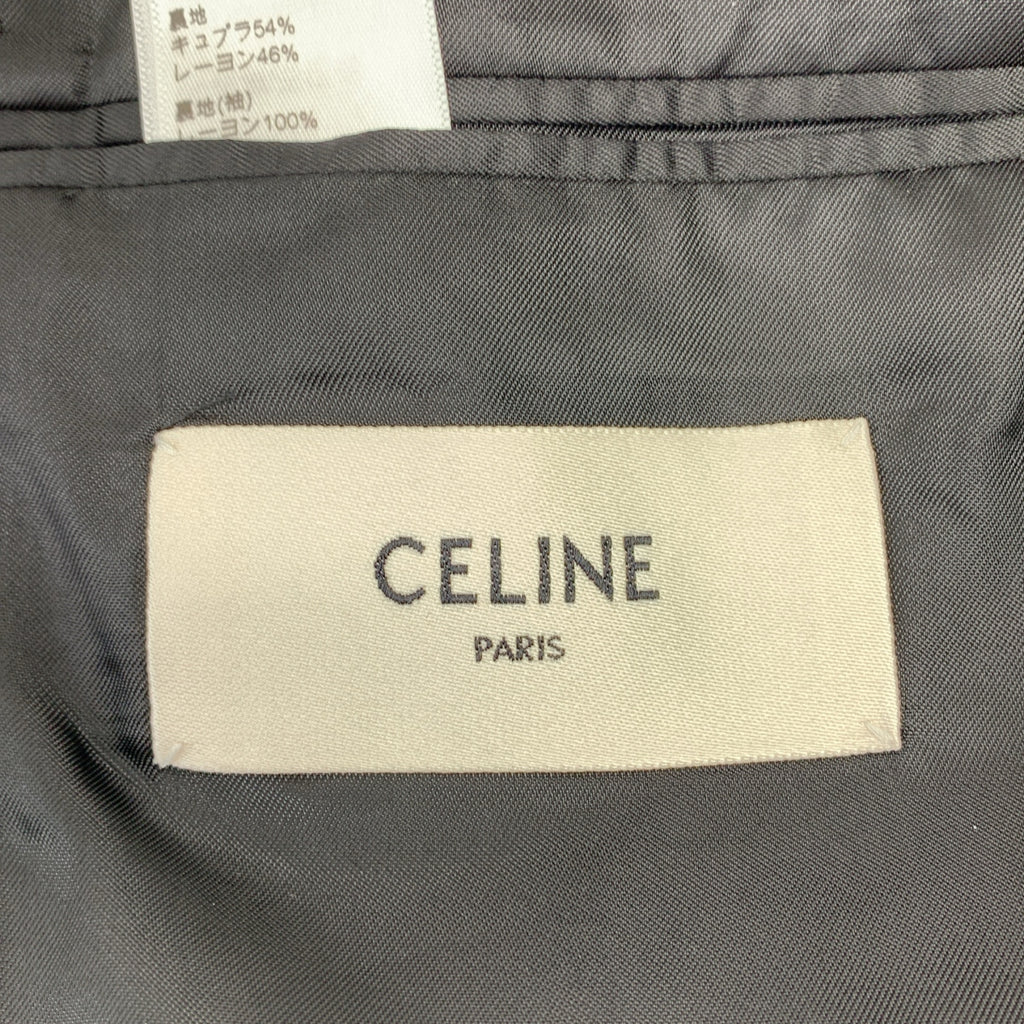 裏地
キュプラ54%
レーヨン46%
裏地(袖)
レーヨン100%
CELINE
PARIS